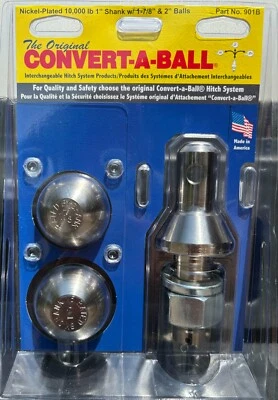 Nickel-Plated 10,000 lb 1" Shank w/ 1-7/8" & 2" Balls Part No. 901B
The Original
CONVERT-A-BALL®
Interchangeable Hitch System Products/Produits des Systèmes d'Attachement Interchangeables
For Quality and Safety choose the original Convert-a-Ball® Hitch System
Pour la Qualité et la Sécurité choisissez le Système original d'Attachement "Convert-a-Ball®"
Made in
America